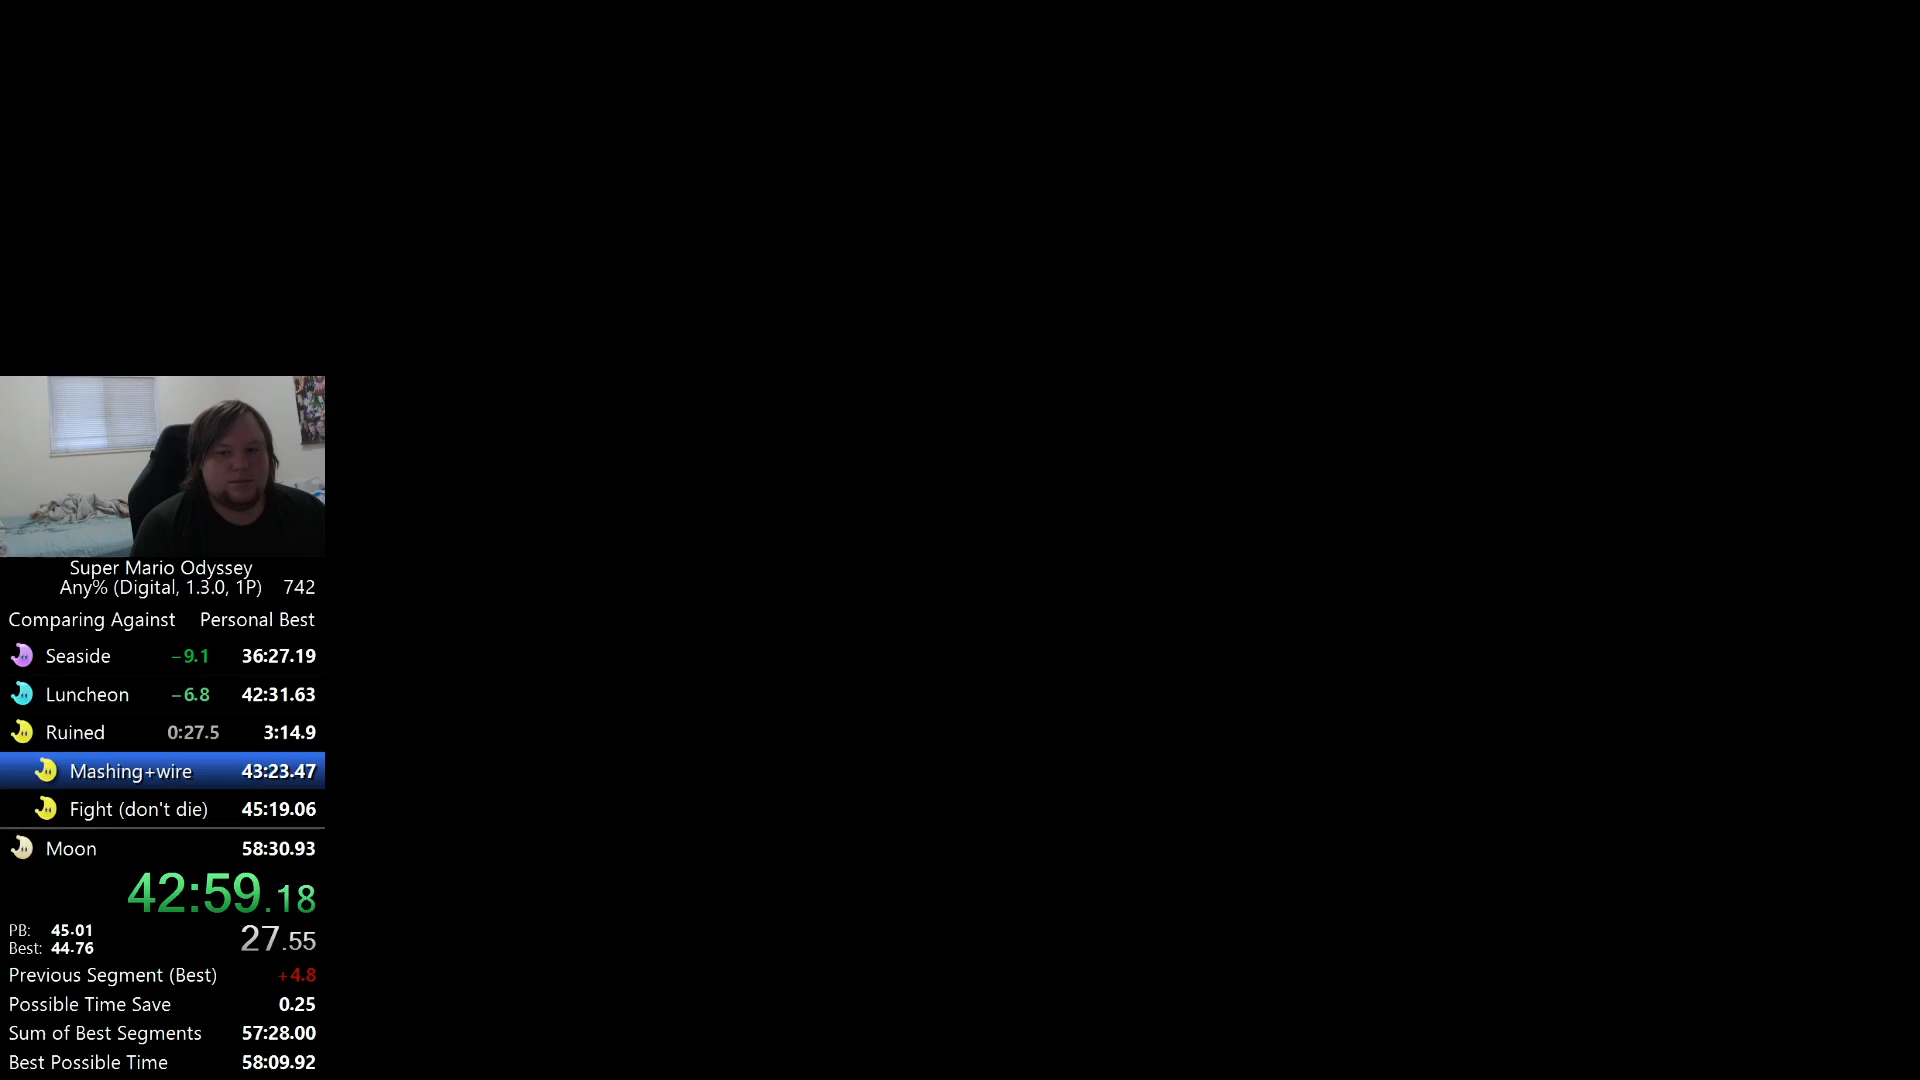 Super Mario Odyssey
Any% (Digital, 1.3.0, 1P) 742
Comparing Against Personal Best
Seaside −9.1 36:27.19
Luncheon −6.8 42:31.63
Ruined 0:27.5 3:14.9
Mashing+wire 43:23.47
Fight (don't die) 45:19.06
Moon 58:30.93
42:59.18
PB: 45.01
Best: 44.76
27.55
Previous Segment (Best) +4.8
Possible Time Save 0.25
Sum of Best Segments 57:28.00
Best Possible Time 58:09.92